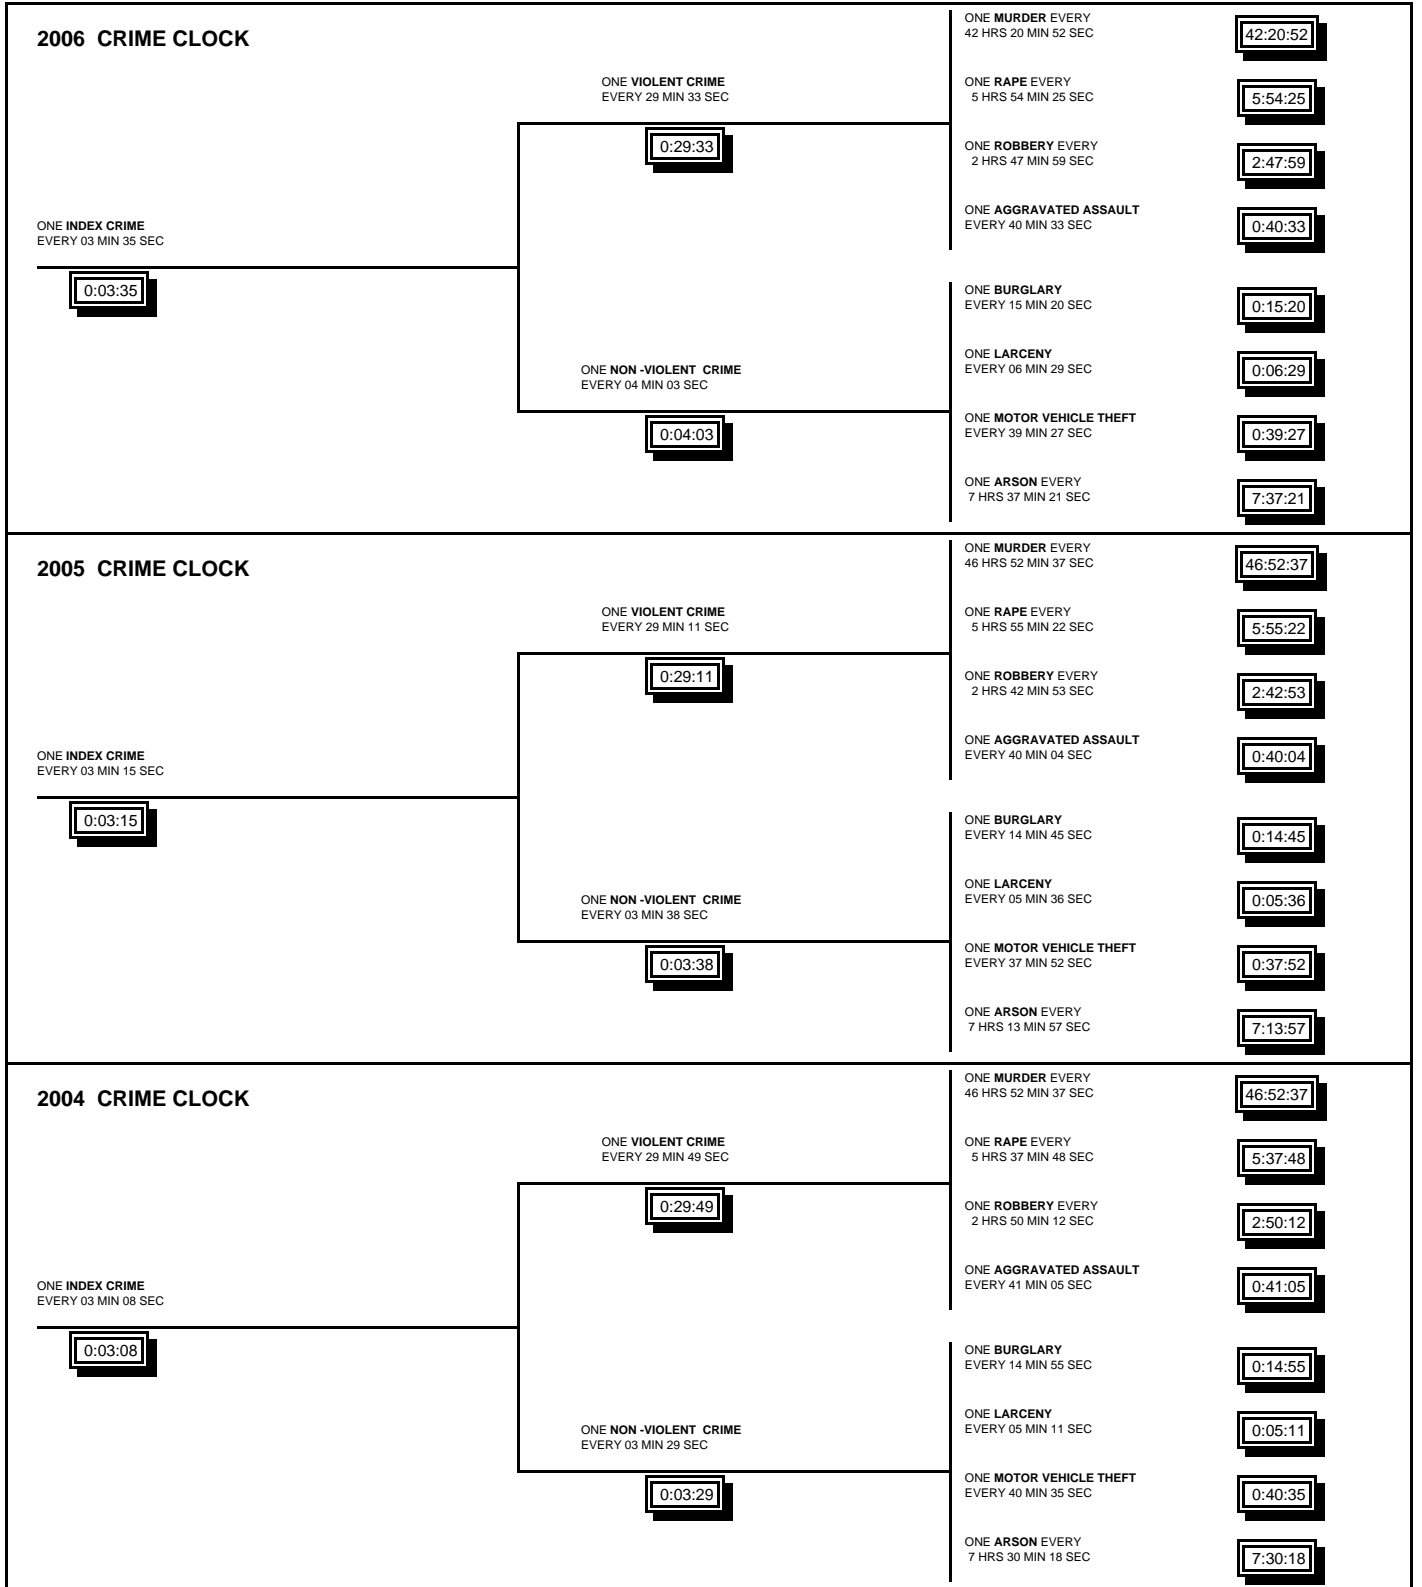 2006 CRIME CLOCK
ONE MURDER EVERY
42 HRS 20 MIN 52 SEC
42:20:52
ONE VIOLENT CRIME
EVERY 29 MIN 33 SEC
0:29:33
ONE RAPE EVERY
5 HRS 54 MIN 25 SEC
5:54:25
ONE ROBBERY EVERY
2 HRS 47 MIN 59 SEC
2:47:59
ONE AGGRAVATED ASSAULT
EVERY 40 MIN 33 SEC
0:40:33
ONE INDEX CRIME
EVERY 03 MIN 35 SEC
0:03:35
ONE BURGLARY
EVERY 15 MIN 20 SEC
0:15:20
ONE LARCENY
EVERY 06 MIN 29 SEC
0:06:29
ONE NON -VIOLENT CRIME
EVERY 04 MIN 03 SEC
0:04:03
ONE MOTOR VEHICLE THEFT
EVERY 39 MIN 27 SEC
0:39:27
ONE ARSON EVERY
7 HRS 37 MIN 21 SEC
7:37:21
2005 CRIME CLOCK
ONE MURDER EVERY
46 HRS 52 MIN 37 SEC
46:52:37
ONE VIOLENT CRIME
EVERY 29 MIN 11 SEC
0:29:11
ONE RAPE EVERY
5 HRS 55 MIN 22 SEC
5:55:22
ONE ROBBERY EVERY
2 HRS 42 MIN 53 SEC
2:42:53
ONE AGGRAVATED ASSAULT
EVERY 40 MIN 04 SEC
0:40:04
ONE INDEX CRIME
EVERY 03 MIN 15 SEC
0:03:15
ONE BURGLARY
EVERY 14 MIN 45 SEC
0:14:45
ONE LARCENY
EVERY 05 MIN 36 SEC
0:05:36
ONE NON -VIOLENT CRIME
EVERY 03 MIN 38 SEC
0:03:38
ONE MOTOR VEHICLE THEFT
EVERY 37 MIN 52 SEC
0:37:52
ONE ARSON EVERY
7 HRS 13 MIN 57 SEC
7:13:57
2004 CRIME CLOCK
ONE MURDER EVERY
46 HRS 52 MIN 37 SEC
46:52:37
ONE VIOLENT CRIME
EVERY 29 MIN 49 SEC
0:29:49
ONE RAPE EVERY
5 HRS 37 MIN 48 SEC
5:37:48
ONE ROBBERY EVERY
2 HRS 50 MIN 12 SEC
2:50:12
ONE AGGRAVATED ASSAULT
EVERY 41 MIN 05 SEC
0:41:05
ONE INDEX CRIME
EVERY 03 MIN 08 SEC
0:03:08
ONE BURGLARY
EVERY 14 MIN 55 SEC
0:14:55
ONE LARCENY
EVERY 05 MIN 11 SEC
0:05:11
ONE NON -VIOLENT CRIME
EVERY 03 MIN 29 SEC
0:03:29
ONE MOTOR VEHICLE THEFT
EVERY 40 MIN 35 SEC
0:40:35
ONE ARSON EVERY
7 HRS 30 MIN 18 SEC
7:30:18